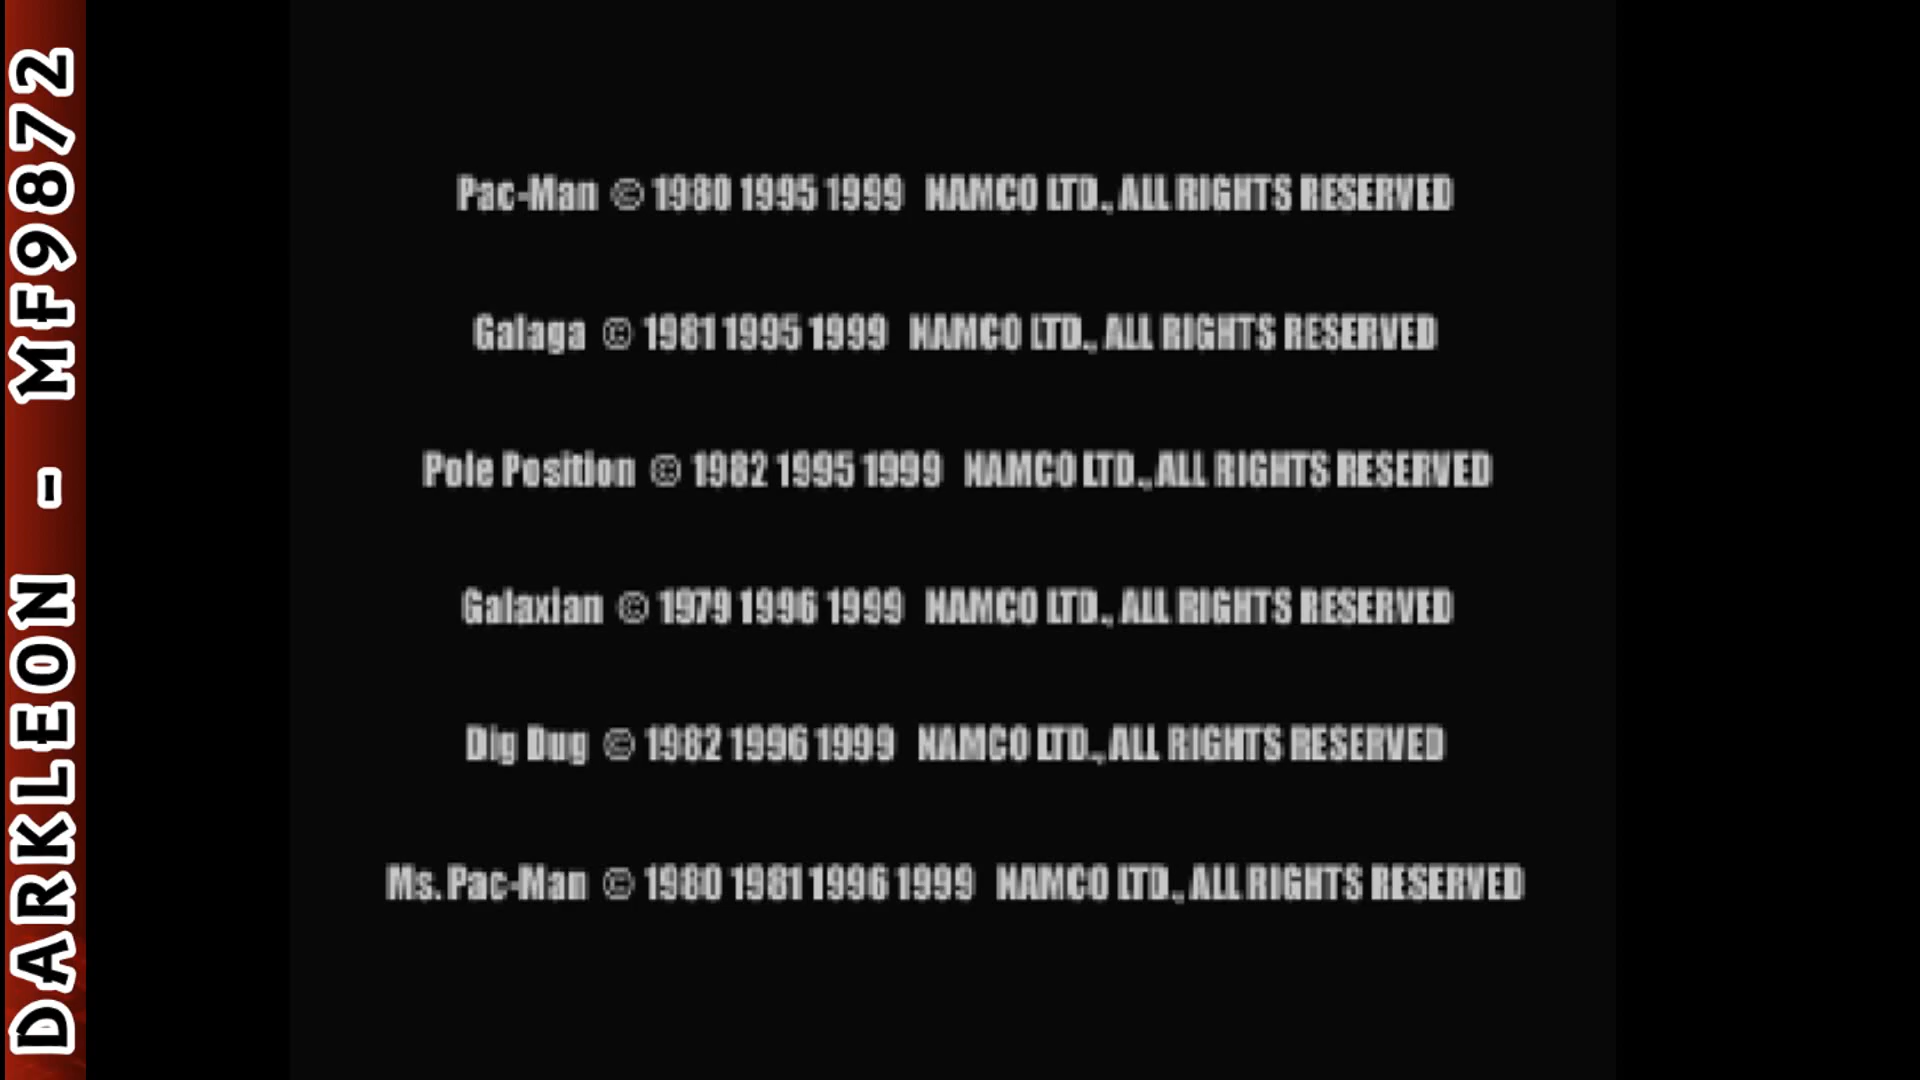 DARKLEON - MF9872
Pac-Man © 1980 1995 1999 NAMCO LTD., ALL RIGHTS RESERVED
Galaga © 1981 1995 1999 NAMCO LTD., ALL RIGHTS RESERVED
Pole Position © 1982 1995 1999 NAMCO LTD., ALL RIGHTS RESERVED
Galaxian © 1979 1996 1999 NAMCO LTD., ALL RIGHTS RESERVED
Dig Dug © 1982 1996 1999 NAMCO LTD., ALL RIGHTS RESERVED
Ms. Pac-Man © 1980 1981 1996 1999 NAMCO LTD., ALL RIGHTS RESERVED